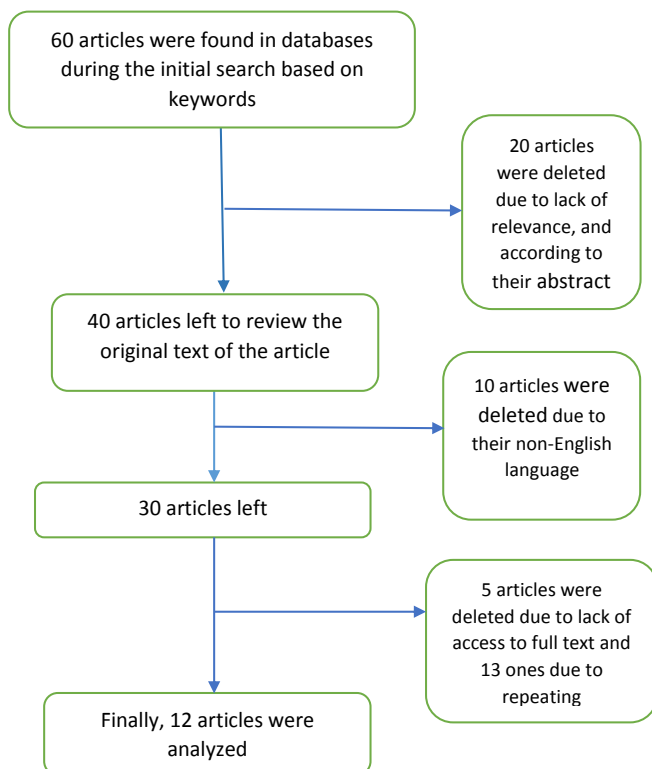 60 articles were found in databases
during the initial search based on
keywords
20 articles
were deleted
due to lack of
relevance, and
according to
their abstract
40 articles left to review the
original text of the article
10 articles were
deleted due to
their non-English
language
30 articles left
5 articles were
deleted due to lack of
access to full text and
13 ones due to
repeating
Finally, 12 articles were
analyzed